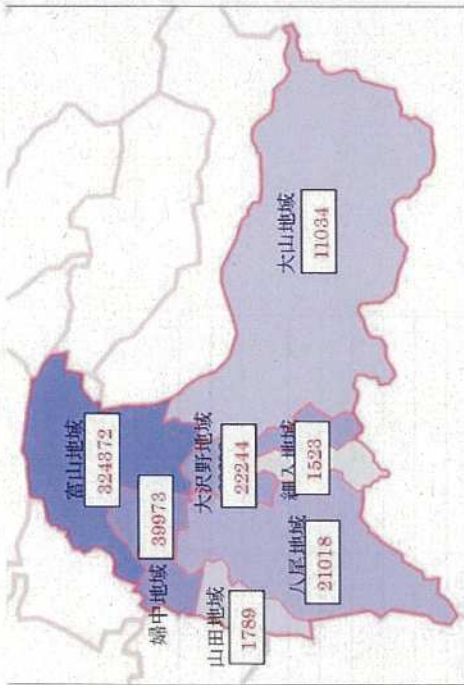 富山地域
324372
婦中地域
39973
大沢野地域
22244
大山地域
11034
山田地域
1789
細入地域
1523
八尾地域
21018